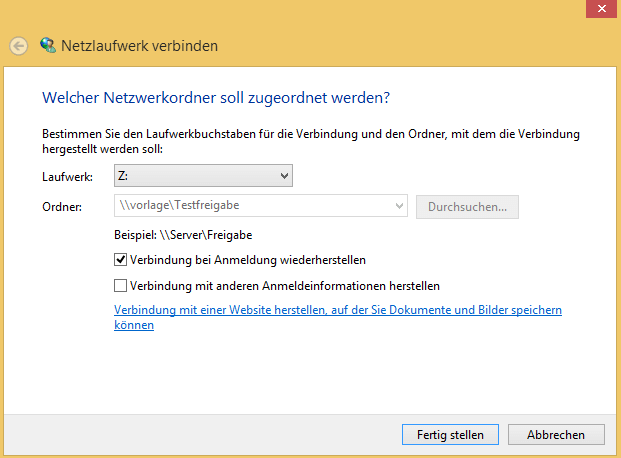 Netzlaufwerk verbinden
Welcher Netzwerkordner soll zugeordnet werden?
Bestimmen Sie den Laufwerkbuchstaben für die Verbindung und den Ordner, mit dem die Verbindung
hergestellt werden soll:
Laufwerk: Z:
Ordner: \\vorlage\Testfreigabe Durchsuchen...
Beispiel: \\Server\Freigabe
Verbindung bei Anmeldung wiederherstellen
Verbindung mit anderen Anmeldeinformationen herstellen
Verbindung mit einer Website herstellen, auf der Sie Dokumente und Bilder speichern
können
Fertig stellen Abbrechen